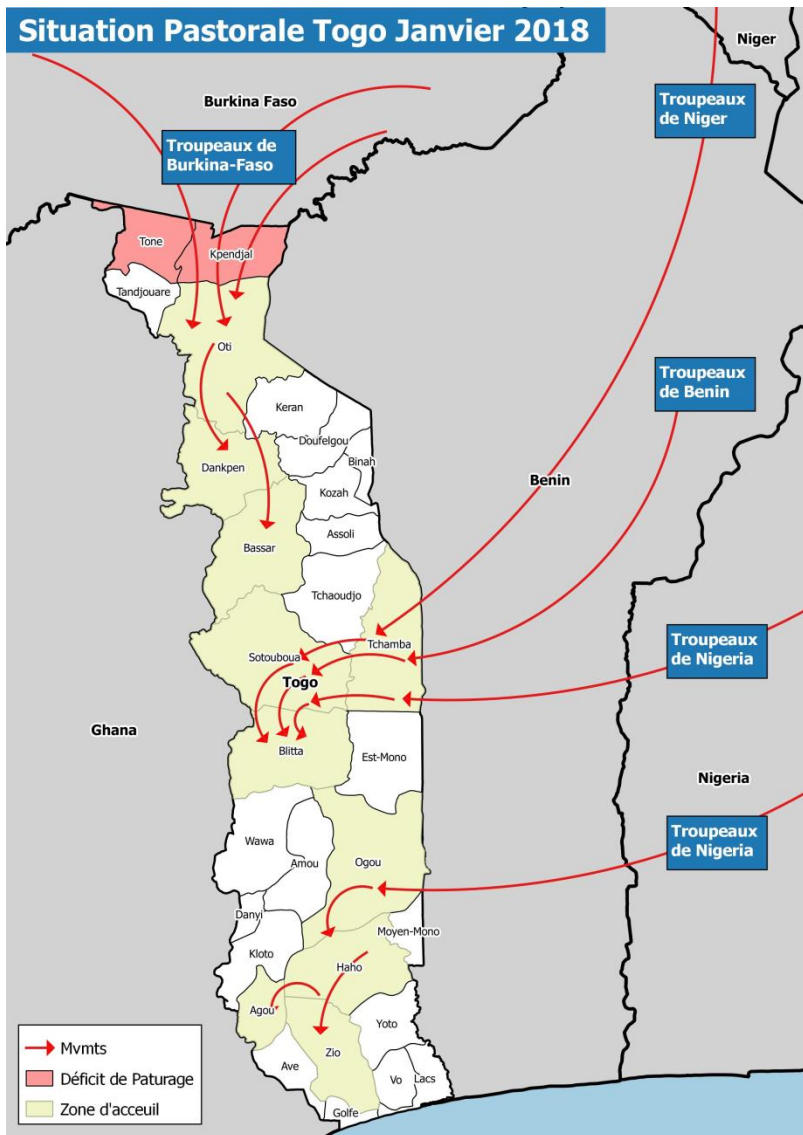 Situation Pastorale Togo Janvier 2018
Niger
Burkina Faso
Troupeaux de
Burkina-Faso
Troupeaux
de Niger
Tone
Kpendjal
Tandjouare
Oti
Troupeaux
de Benin
Keran
Doufelgou
Binah
Dankpen
Kozah
Benin
Assoli
Bassar
Tchaoudjo
Tchamba
Troupeaux
de Nigeria
Sotouboua
Togo
Ghana
Blitta
Est-Mono
Nigeria
Troupeaux
de Nigeria
Wawa
Amou
Ogou
Danyi
Moyen-Mono
Kloto
Haho
Agou
Yoto
Zio
Ave
Vo
Lacs
Golfe
Mvmts
Déficit de Paturage
Zone d'acceuil